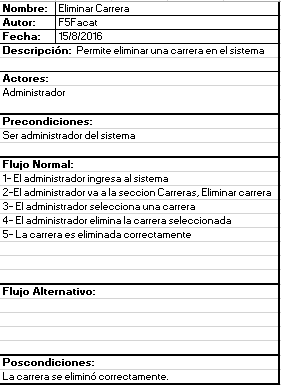 Nombre: Eliminar Carrera
Autor: F5Facat
Fecha: 15/8/2016
Descripción: Permite eliminar una carrera en el sistema
Actores:
Administrador
Precondiciones:
Ser administrador del sistema
Flujo Normal:
1- El administrador ingresa al sistema
2-El administrador va a la seccion Carreras, Eliminar carrera
3- El administrador selecciona una carrera
4- El administrador elimina la carrera seleccionada
5- La carrera es eliminada correctamente
Flujo Alternativo:
Poscondiciones:
La carrera se eliminó correctamente.